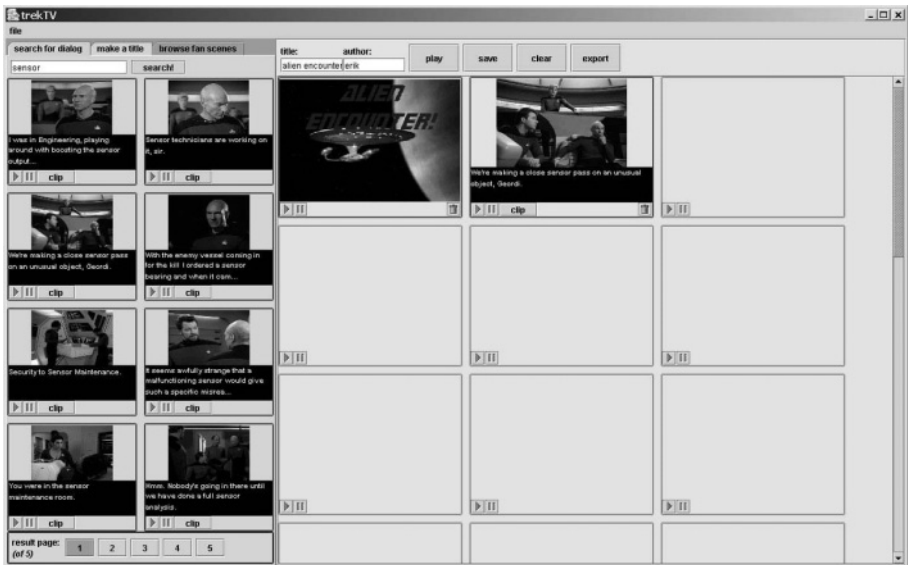 trekTV
file
search for dialog make a title browse fan scenes
sensor search!
title: author:
alien encounter erik
play save clear export
I was in Engineering, playing
around with boosting the sensor
output...
clip
Sensor technicians are working on
it, sir.
clip
We're making a close sensor pass
on an unusual object, Geordi.
clip
With the enemy vessel coming in
for the kill I ordered a sensor
bearing and when it cam...
clip
Security to Sensor Maintenance.
clip
It seems awfully strange that a
malfunctioning sensor would give
such a specific misrea...
clip
You were in the sensor
maintenance room.
clip
Hmm. Nobody's going in there until
we have done a full sensor
analysis.
clip
result page:
(of 5)
1 2 3 4 5
ALIEN
ENCOUNTER!
We're making a close sensor pass on an unusual
object, Geordi.
clip